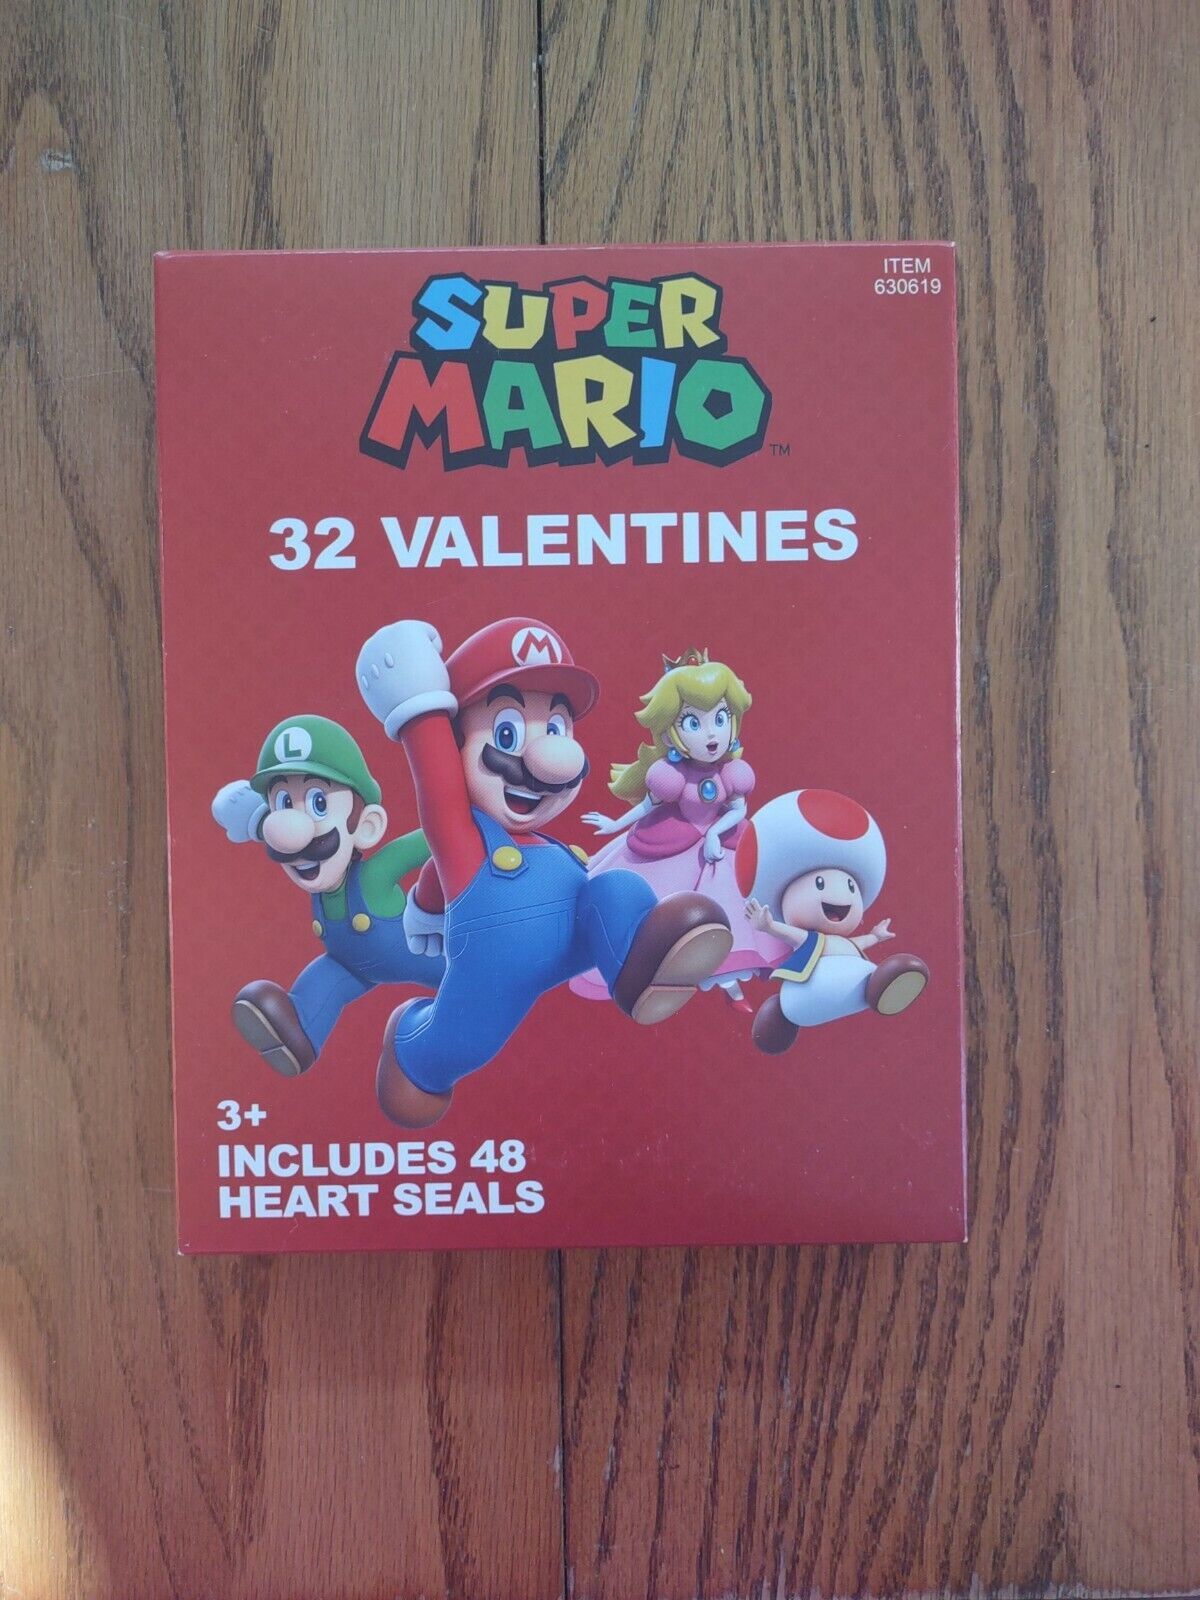 ITEM
630619
SUPER
MARIO
TM
32 VALENTINES
M
L
3+
INCLUDES 48
HEART SEALS